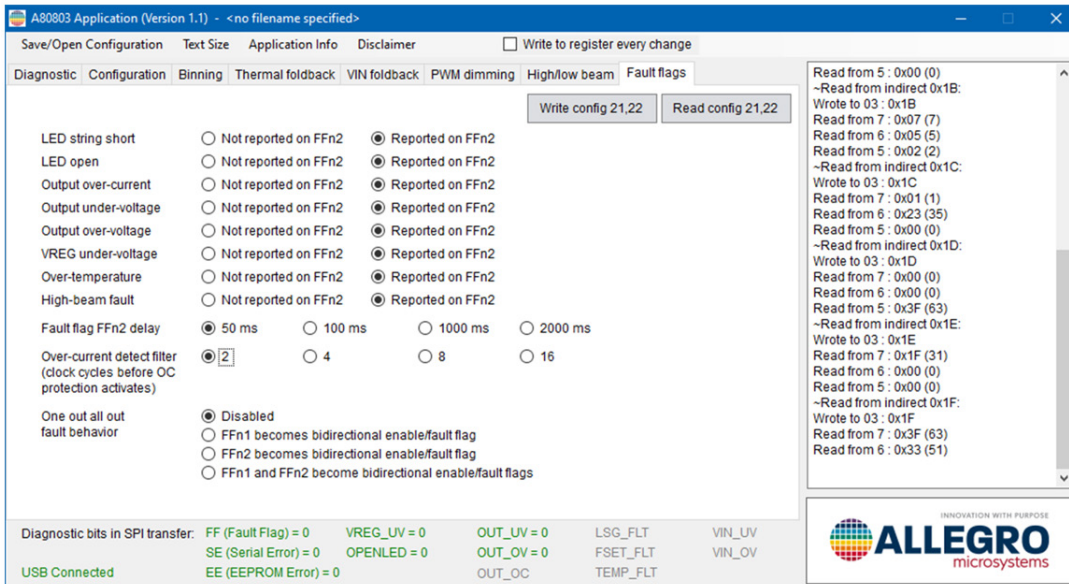 A80803 Application (Version 1.1) - <no filename specified>
Save/Open Configuration Text Size Application Info Disclaimer Write to register every change
Diagnostic Configuration Binning Thermal foldback VIN foldback PWM dimming High/low beam Fault flags
Write config 21,22 Read config 21,22
LED string short Not reported on FFn2 Reported on FFn2
LED open Not reported on FFn2 Reported on FFn2
Output over-current Not reported on FFn2 Reported on FFn2
Output under-voltage Not reported on FFn2 Reported on FFn2
Output over-voltage Not reported on FFn2 Reported on FFn2
VREG under-voltage Not reported on FFn2 Reported on FFn2
Over-temperature Not reported on FFn2 Reported on FFn2
High-beam fault Not reported on FFn2 Reported on FFn2
Fault flag FFn2 delay 50 ms 100 ms 1000 ms 2000 ms
Over-current detect filter 2 4 8 16
(clock cycles before OC
protection activates)
One out all out Disabled
fault behavior FFn1 becomes bidirectional enable/fault flag
FFn2 becomes bidirectional enable/fault flag
FFn1 and FFn2 become bidirectional enable/fault flags
Read from 5 : 0x00 (0)
~Read from indirect 0x1B:
Wrote to 03 : 0x1B
Read from 7 : 0x07 (7)
Read from 6 : 0x05 (5)
Read from 5 : 0x02 (2)
~Read from indirect 0x1C:
Wrote to 03 : 0x1C
Read from 7 : 0x01 (1)
Read from 6 : 0x23 (35)
Read from 5 : 0x00 (0)
~Read from indirect 0x1D:
Wrote to 03 : 0x1D
Read from 7 : 0x00 (0)
Read from 6 : 0x00 (0)
Read from 5 : 0x3F (63)
~Read from indirect 0x1E:
Wrote to 03 : 0x1E
Read from 7 : 0x1F (31)
Read from 6 : 0x00 (0)
Read from 5 : 0x00 (0)
~Read from indirect 0x1F:
Wrote to 03 : 0x1F
Read from 7 : 0x3F (63)
Read from 6 : 0x33 (51)
Diagnostic bits in SPI transfer: FF (Fault Flag) = 0 VREG_UV = 0 OUT_UV = 0 LSG_FLT VIN_UV
SE (Serial Error) = 0 OPENLED = 0 OUT_OV = 0 FSET_FLT VIN_OV
USB Connected EE (EEPROM Error) = 0 OUT_OC TEMP_FLT
INNOVATION WITH PURPOSE
ALLEGRO
microsystems